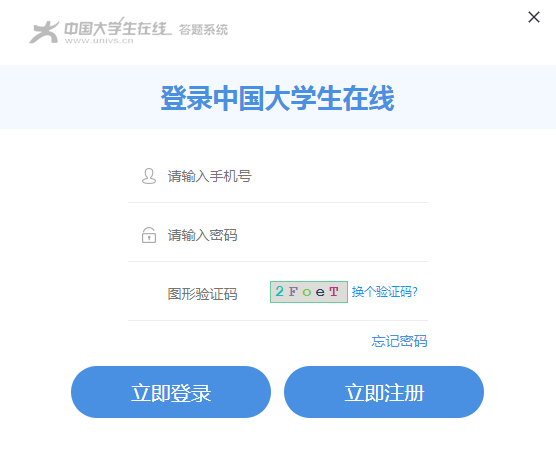 中国大学生在线 答题系统
www.univs.cn
登录中国大学生在线
请输入手机号
请输入密码
图形验证码 2FoeT 换个验证码?
忘记密码
立即登录 立即注册